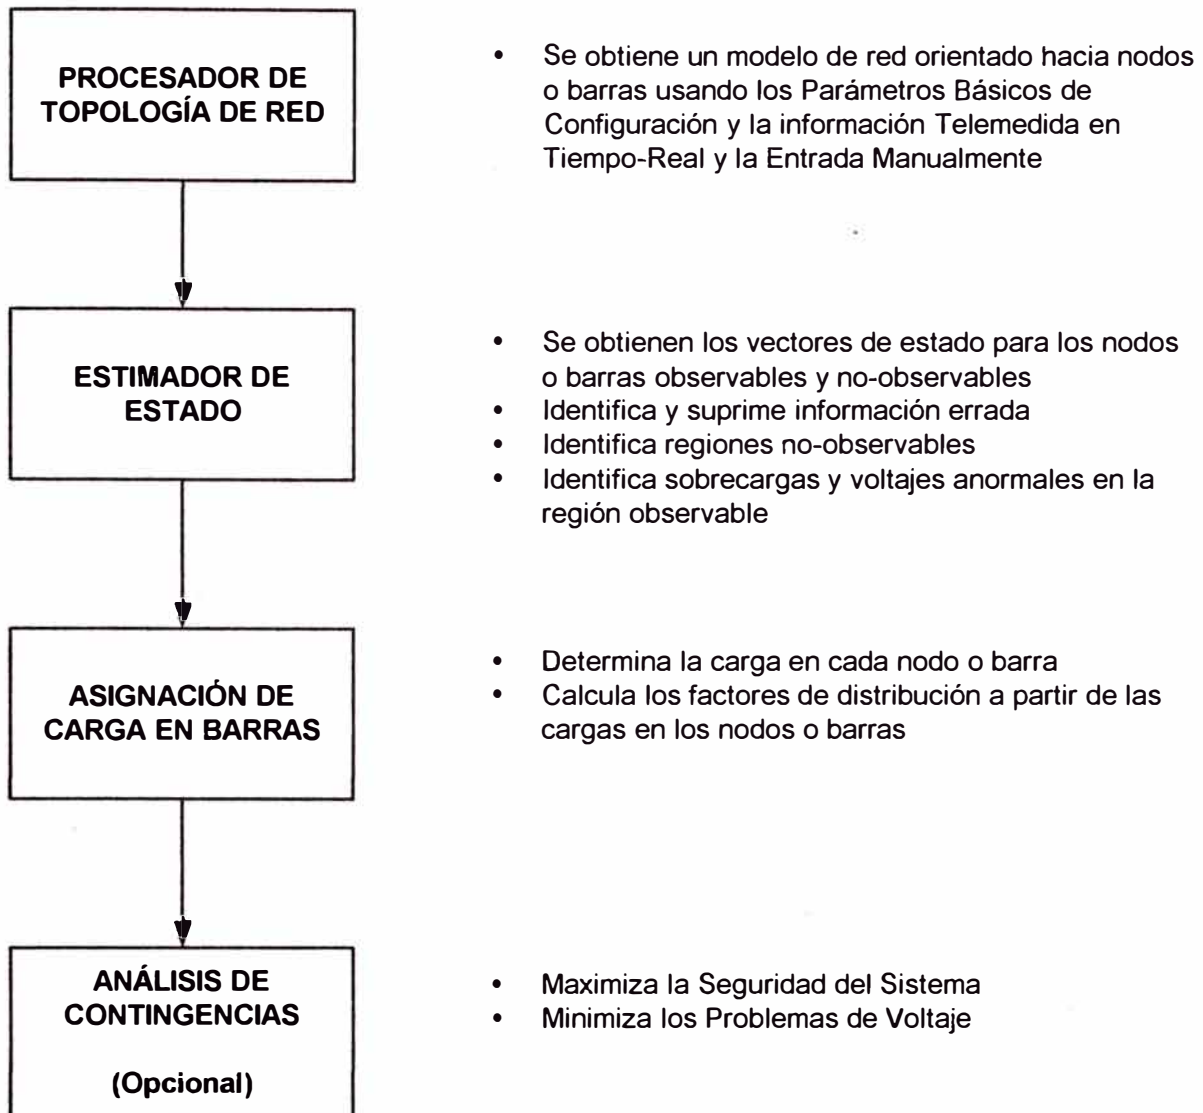 PROCESADOR DE
TOPOLOGÍA DE RED
• Se obtiene un modelo de red orientado hacia nodos
o barras usando los Parámetros Básicos de
Configuración y la información Telemedida en
Tiempo-Real y la Entrada Manualmente
ESTIMADOR DE
ESTADO
• Se obtienen los vectores de estado para los nodos
o barras observables y no-observables
• Identifica y suprime información errada
• Identifica regiones no-observables
• Identifica sobrecargas y voltajes anormales en la
región observable
ASIGNACIÓN DE
CARGA EN BARRAS
• Determina la carga en cada nodo o barra
• Calcula los factores de distribución a partir de las
cargas en los nodos o barras
ANÁLISIS DE
CONTINGENCIAS
(Opcional)
• Maximiza la Seguridad del Sistema
• Minimiza los Problemas de Voltaje